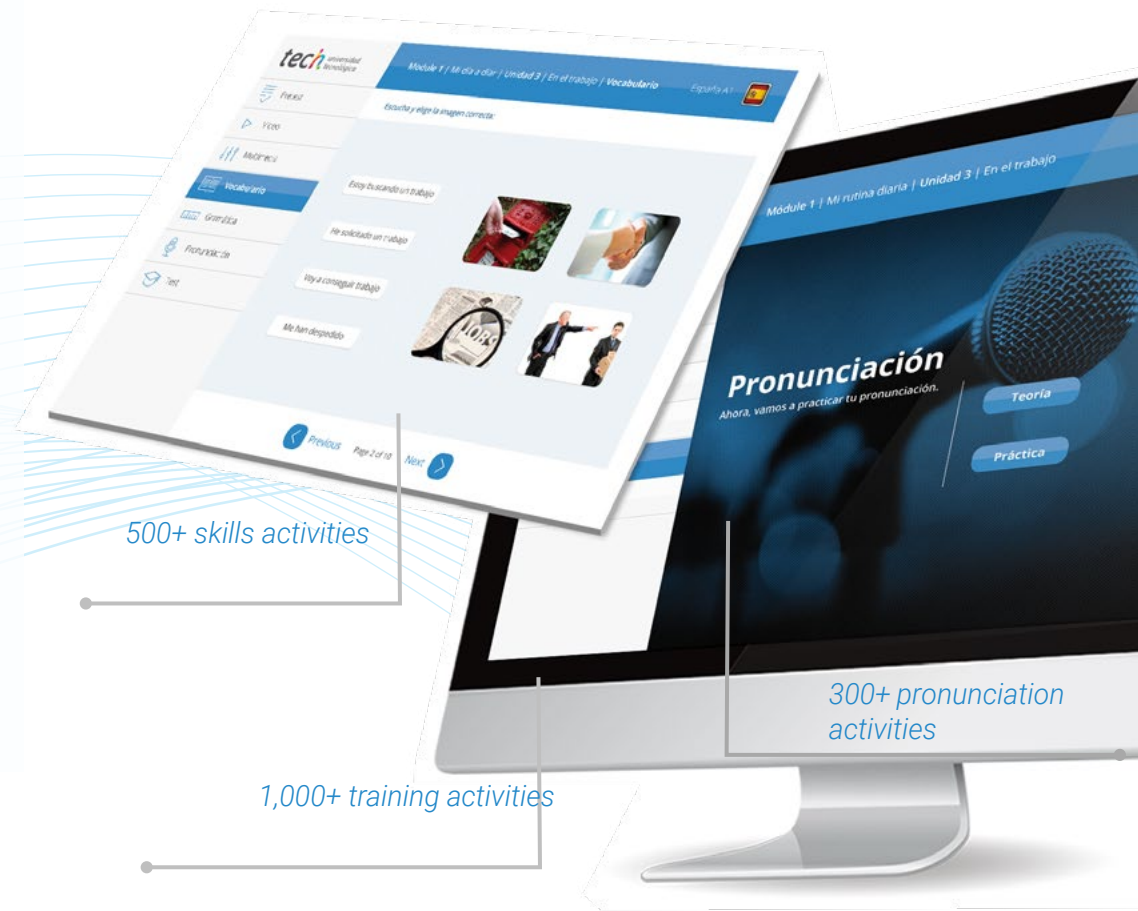 tech universidad
tecnológica
Module 1 | Mi día a diar | Unidad 3 | En el trabajo | Vocabulario
España A1
Escucha y elige la imagen correcta:
Video
Vocabulario
Gramática
Pronunciación
Test
Estoy buscando un trabajo
He solicitado un trabajo
Voy a conseguir trabajo
Me han despedido
JOBS
Previous
Page 2 of 10
Next
Módule 1 | Mi rutina diaria | Unidad 3 | En el trabajo
Pronunciación
Ahora, vamos a practicar tu pronunciación.
Teoría
Práctica
500+ skills activities
300+ pronunciation
activities
1,000+ training activities